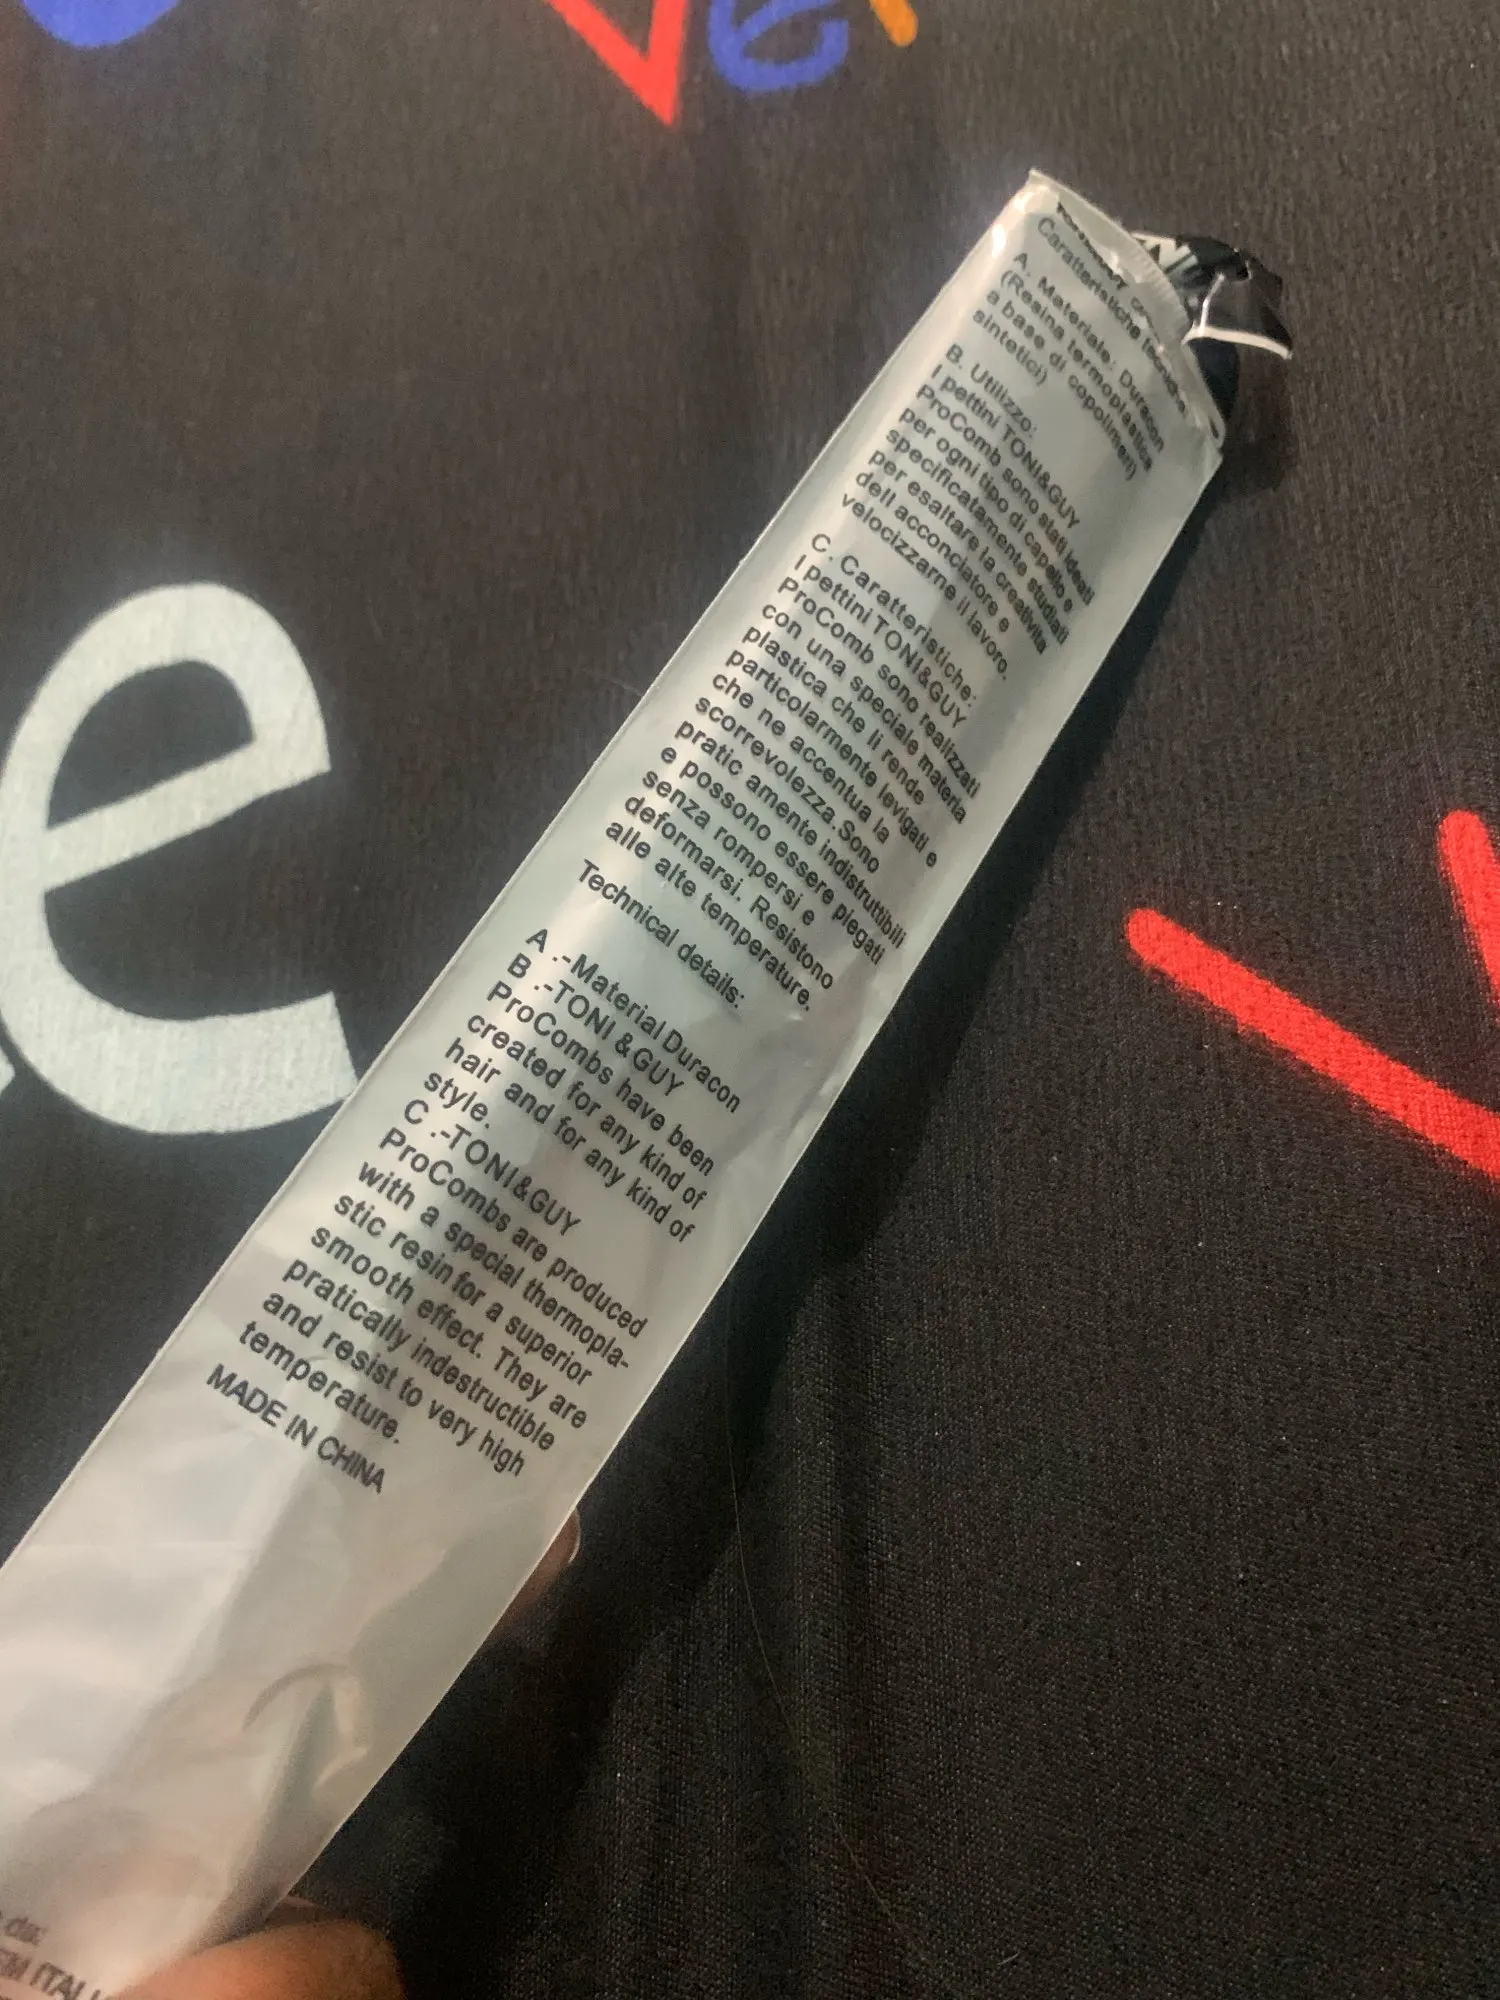 Caratteristiche Tecniche
A. Materiale: Duracon
(Resina termoplastica
a base di copolimeri)
sintetici)
B. Utilizzo:
I pettini TONI&GUY
ProComb sono stati ideati
per ogni tipo di capello e
specificatamente studiati
per esaltare la creativita
dell acconciatore e
velocizzarne il lavoro.
C. Caratteristiche:
I pettini TONI&GUY
ProComb sono realizzati
con una speciale materia
plastica che li rende
particolarmente levigati e
che ne accentua la
scorrevolezza.Sono
pratic amente indistruttibili
e possono essere piegati
senza rompersi e
deformarsi. Resistono
alle alte temperature.
Technical details:
A .-Material Duracon
B .-TONI &GUY
ProCombs have been
created for any kind of
hair and for any kind of
style.
C .-TONI&GUY
ProCombs are produced
with a special thermopla-
stic resin for a superior
smooth effect. They are
pratically indestructible
and resist to very high
temperature.
MADE IN CHINA
e
e